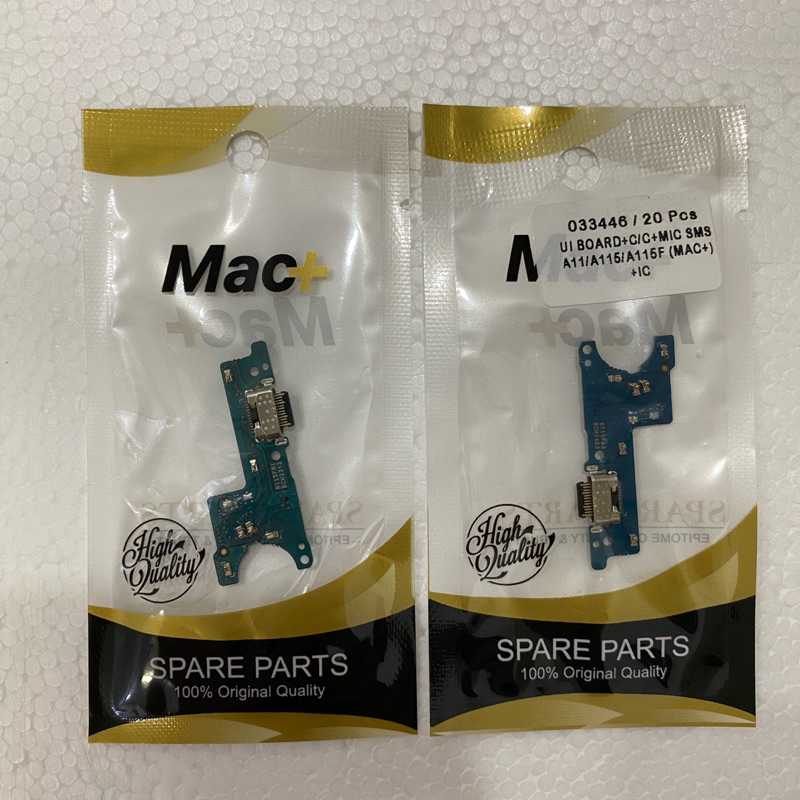 Mac+
High
Quality
SPARE PARTS
100% Original Quality
033446 / 20 Pcs
UI BOARD+C/C+MIC SMS
A11/A115/A115F (MAC+)
+IC
High
Quality
SPARE PARTS
100% Original Quality